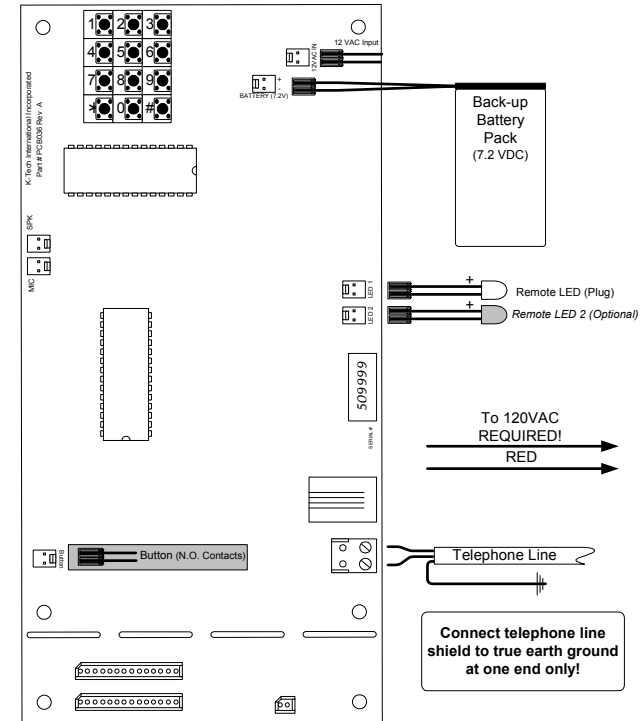 1 2 3
4 5 6
7 8 9
* 0 #
12 VAC Input
12V AC IN
+
-
BATTERY (7.2V)
Back-up
Battery
Pack
(7.2 VDC)
K-Tech International Incorporated
Part # PCB036 Rev A
SPK
MIC
LED 1
+
Remote LED (Plug)
LED 2
+
Remote LED 2 (Optional)
509999
SERIAL #
To 120VAC
REQUIRED!
RED
Button
Button (N.O. Contacts)
Telephone Line
Connect telephone line
shield to true earth ground
at one end only!